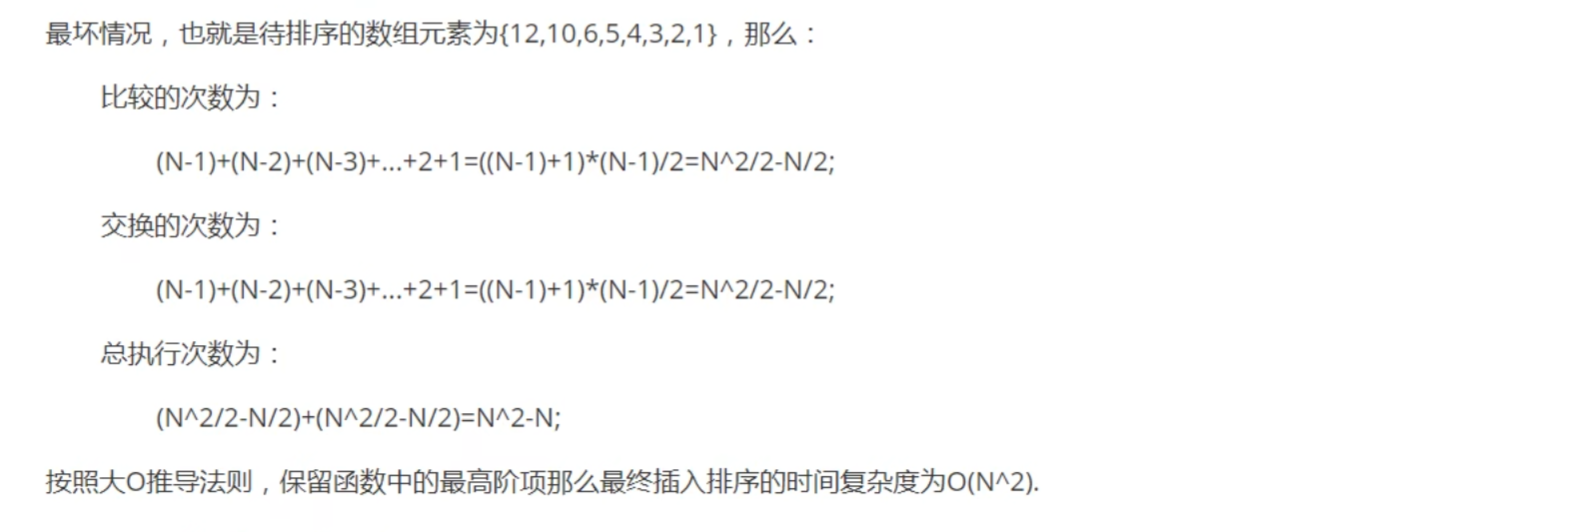 最坏情况，也就是待排序的数组元素为{12,10,6,5,4,3,2,1}，那么：
比较的次数为：
(N-1)+(N-2)+(N-3)+...+2+1=((N-1)+1)*(N-1)/2=N^2/2-N/2;
交换的次数为：
(N-1)+(N-2)+(N-3)+...+2+1=((N-1)+1)*(N-1)/2=N^2/2-N/2;
总执行次数为：
(N^2/2-N/2)+(N^2/2-N/2)=N^2-N;
按照大O推导法则，保留函数中的最高阶项那么最终插入排序的时间复杂度为O(N^2).